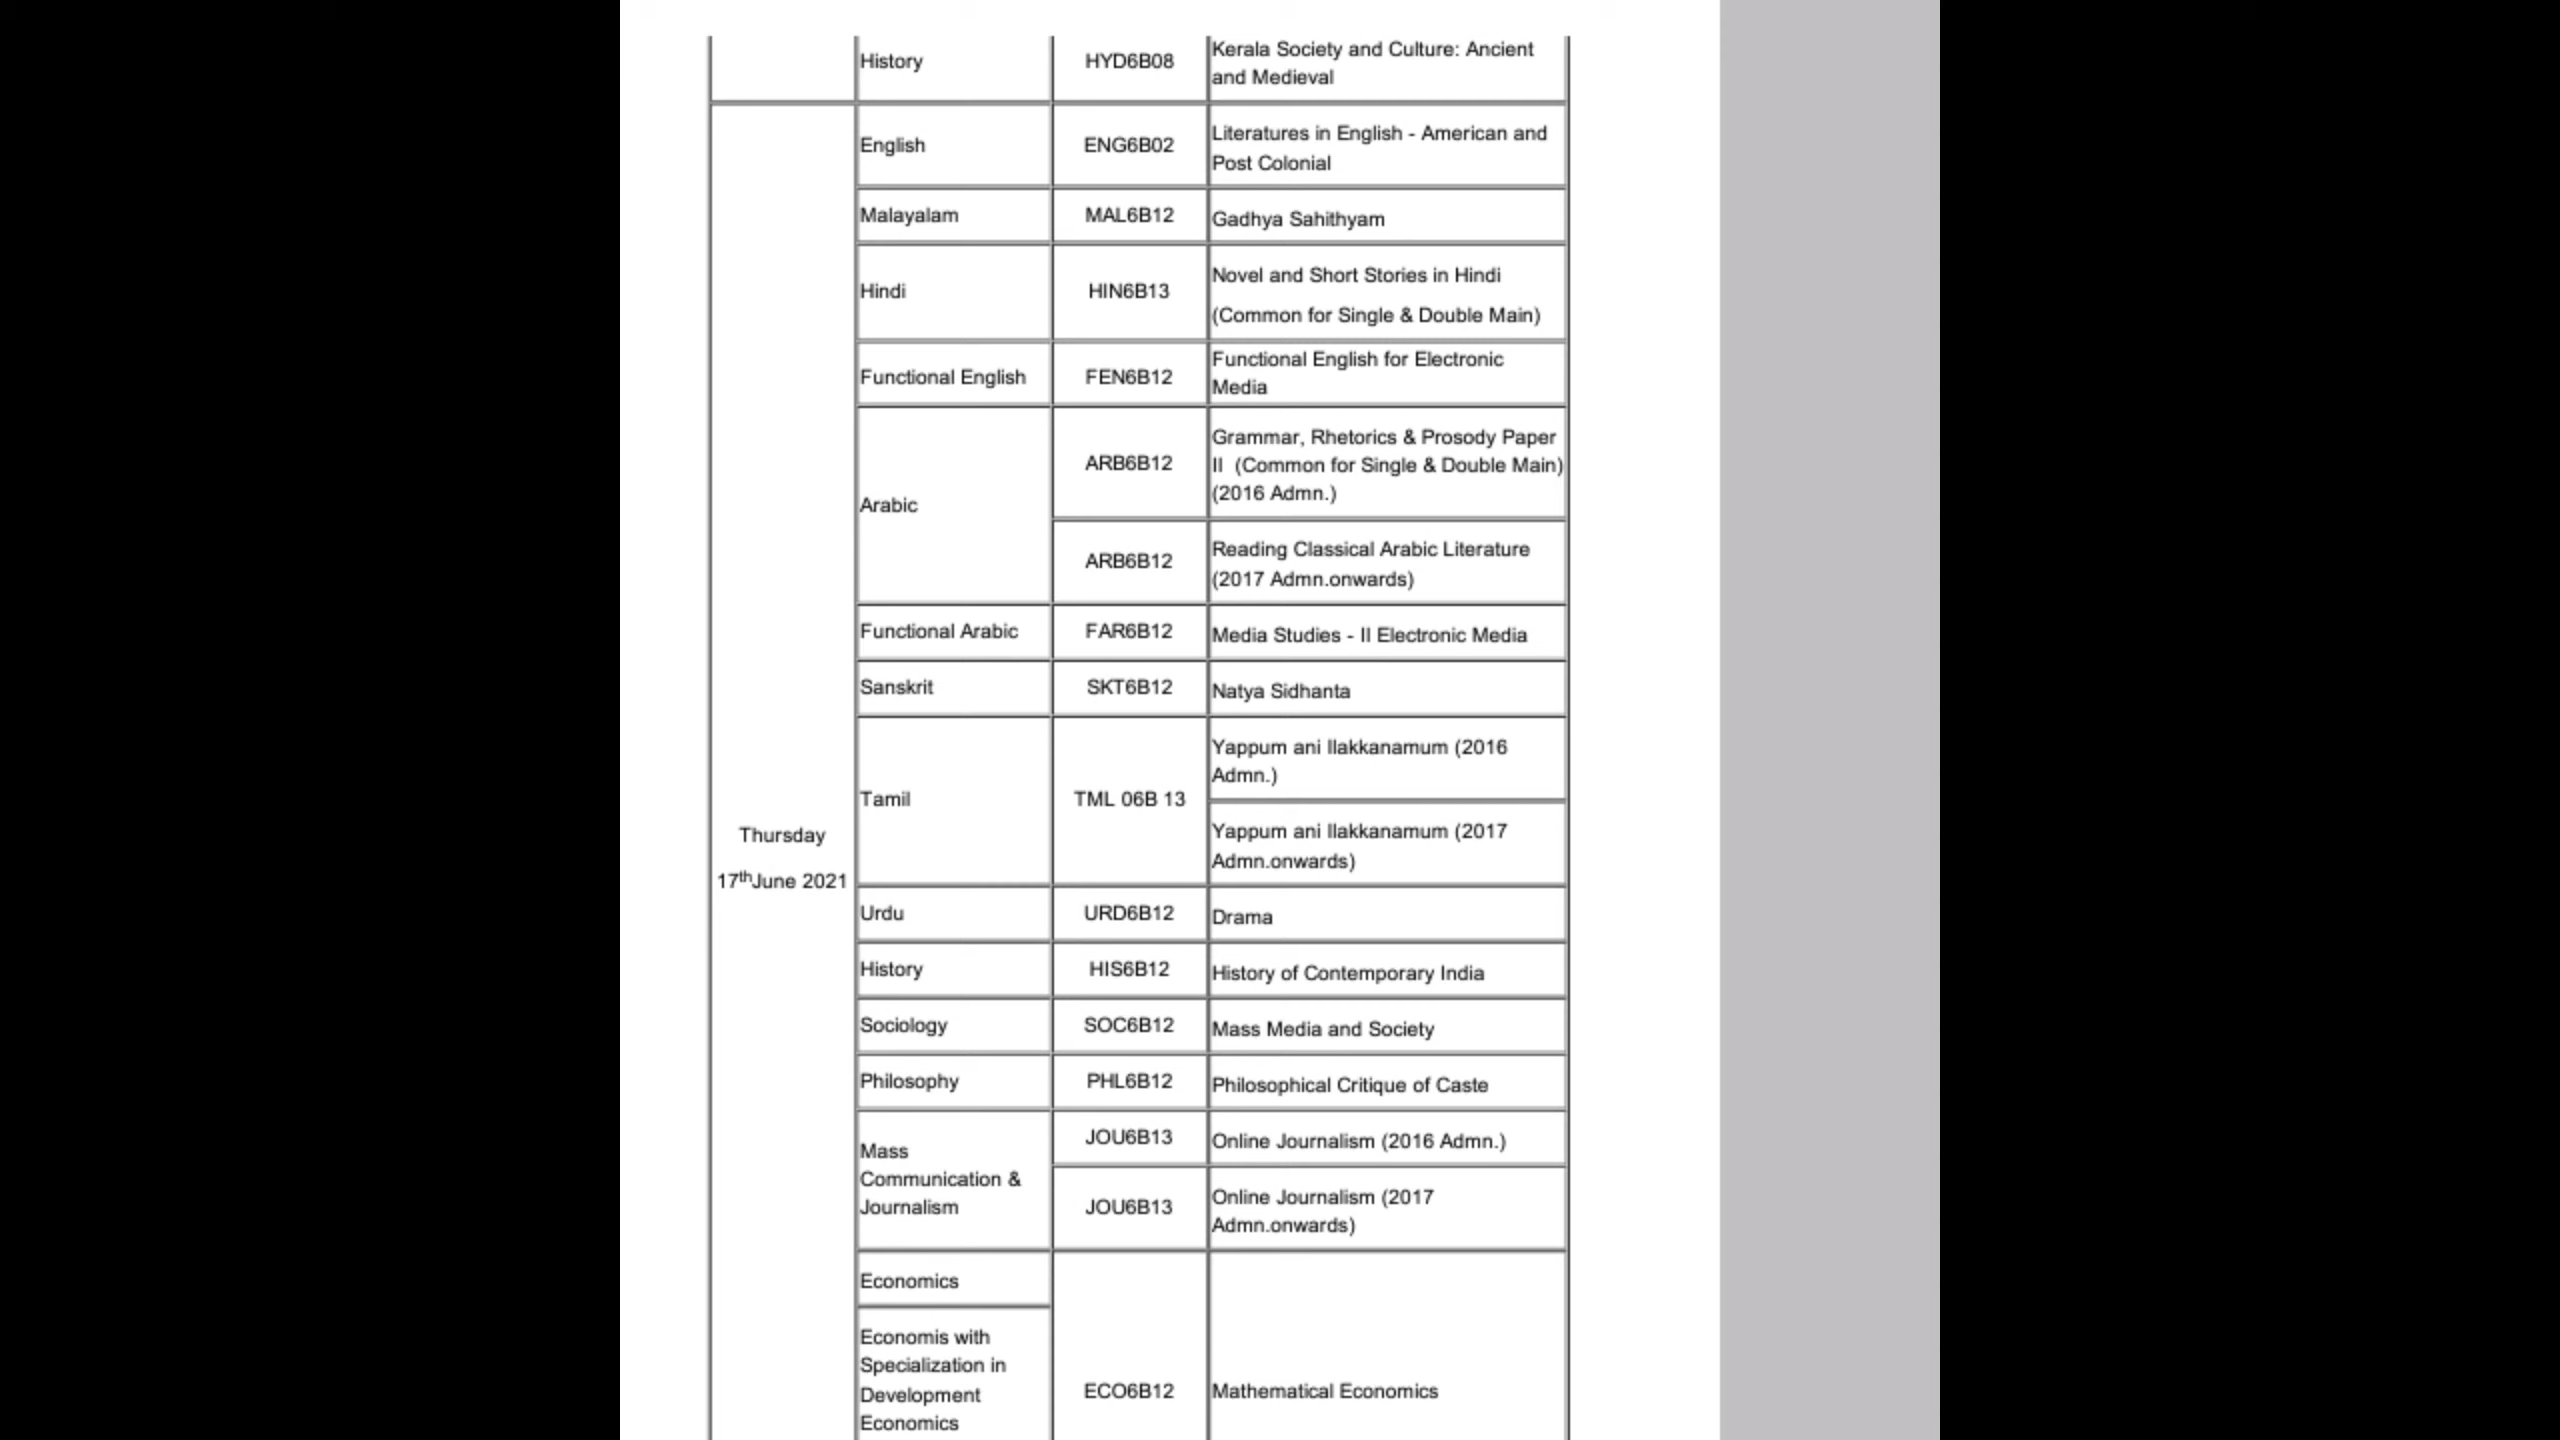 History HYD6B08 Kerala Society and Culture: Ancient
and Medieval
Thursday
17thJune 2021
English ENG6B02 Literatures in English - American and
Post Colonial
Malayalam MAL6B12 Gadhya Sahithyam
Hindi HIN6B13 Novel and Short Stories in Hindi
(Common for Single & Double Main)
Functional English FEN6B12 Functional English for Electronic
Media
Arabic ARB6B12 Grammar, Rhetorics & Prosody Paper
II (Common for Single & Double Main)
(2016 Admn.)
ARB6B12 Reading Classical Arabic Literature
(2017 Admn.onwards)
Functional Arabic FAR6B12 Media Studies - II Electronic Media
Sanskrit SKT6B12 Natya Sidhanta
Tamil TML 06B 13 Yappum ani Ilakkanamum (2016
Admn.)
Yappum ani Ilakkanamum (2017
Admn.onwards)
Urdu URD6B12 Drama
History HIS6B12 History of Contemporary India
Sociology SOC6B12 Mass Media and Society
Philosophy PHL6B12 Philosophical Critique of Caste
Mass
Communication &
Journalism
JOU6B13 Online Journalism (2016 Admn.)
JOU6B13 Online Journalism (2017
Admn.onwards)
Economics
Economis with
Specialization in
Development
Economics
ECO6B12 Mathematical Economics